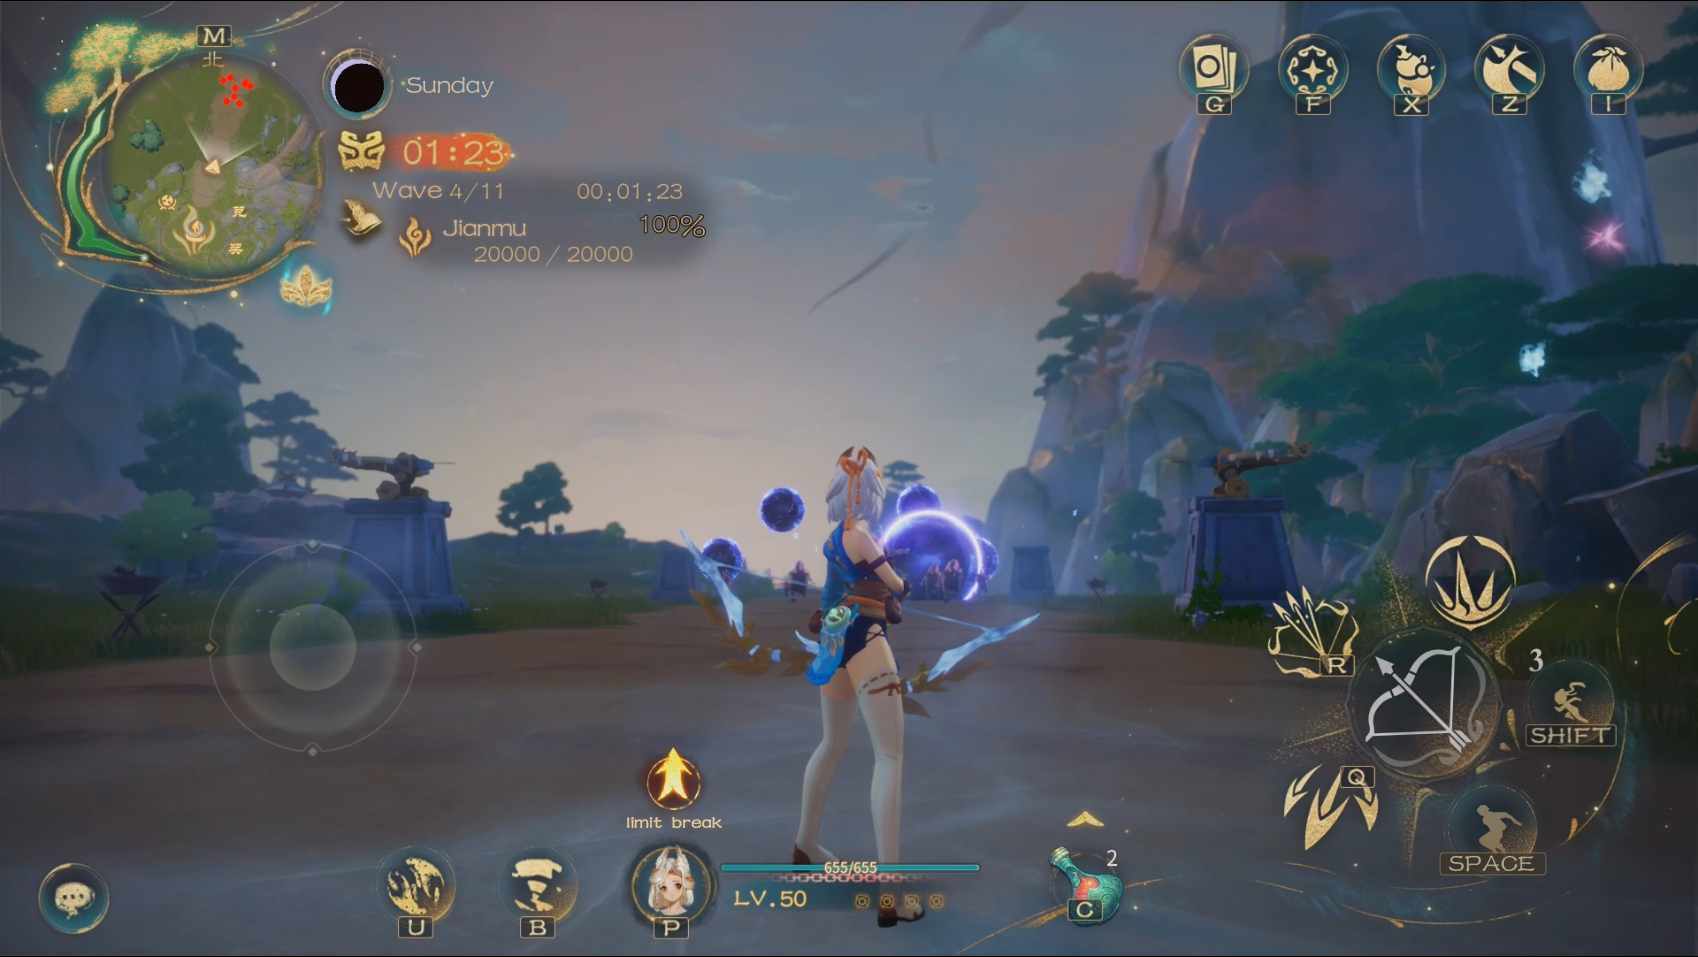 M
北
Sunday
01:23
Wave 4/11 00:01:23
Jianmu 100%
20000 / 20000
G
F
X
Z
I
R
3
SHIFT
Q
SPACE
limit break
655/655
LV.50
2
C
U
B
P